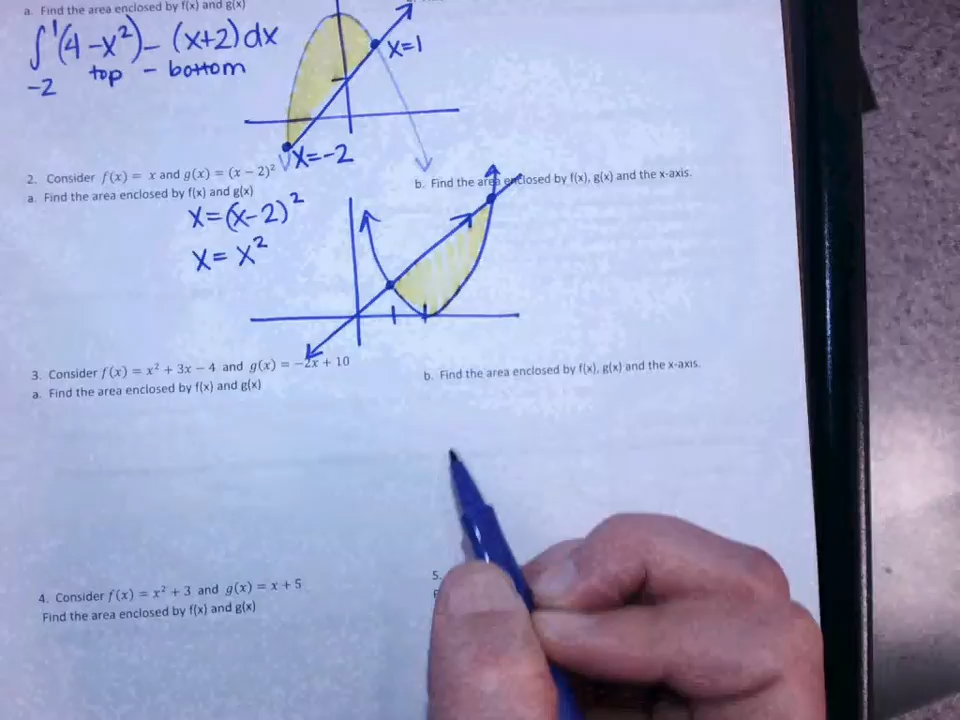 a. Find the area enclosed by f(x) and g(x)
∫₋₂¹ (4 - x²) - (x+2) dx
top - bottom
x=1
x=-2
2. Consider f(x) = x and g(x) = (x − 2)²
a. Find the area enclosed by f(x) and g(x)
b. Find the area enclosed by f(x), g(x) and the x-axis.
x=(x-2)²
x= x²
3. Consider f(x) = x² + 3x − 4 and g(x) = −2x + 10
a. Find the area enclosed by f(x) and g(x)
b. Find the area enclosed by f(x), g(x) and the x-axis.
4. Consider f(x) = x² + 3 and g(x) = x + 5
Find the area enclosed by f(x) and g(x)
5.